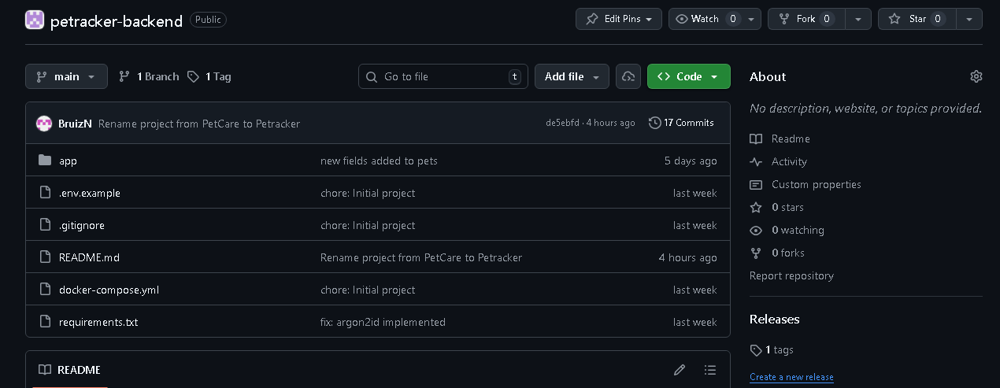 petracker-backend Public Edit Pins Watch 0 Fork 0 Star 0
main 1 Branch 1 Tag Go to file t Add file Code
BruizN Rename project from PetCare to Petracker de5ebfd · 4 hours ago 17 Commits
app new fields added to pets 5 days ago
.env.example chore: Initial project last week
.gitignore chore: Initial project last week
README.md Rename project from PetCare to Petracker 4 hours ago
docker-compose.yml chore: Initial project last week
requirements.txt fix: argon2id implemented last week
README
About
No description, website, or topics provided.
Readme
Activity
Custom properties
0 stars
0 watching
0 forks
Report repository
Releases
1 tags
Create a new release